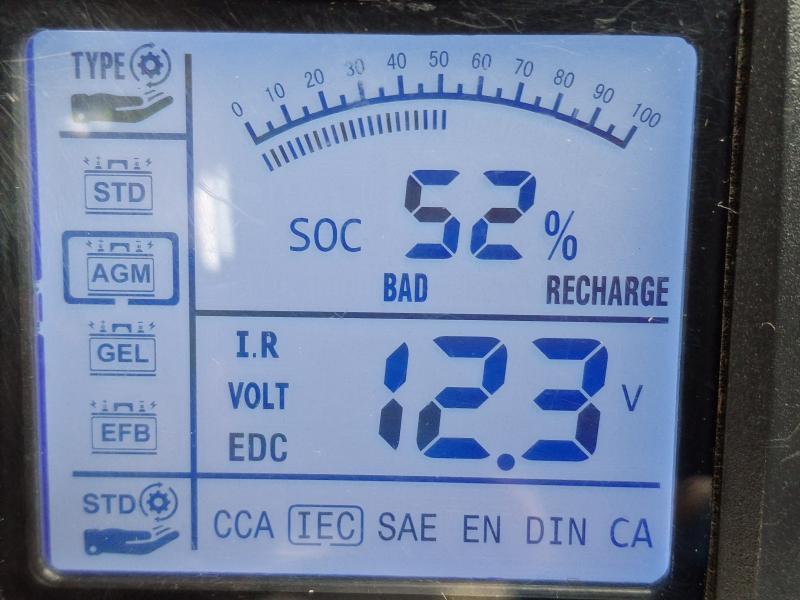 TYPE
0 10 20 30 40 50 60 70 80 90 100
STD
AGM
GEL
EFB
STD
SOC 52 %
BAD RECHARGE
I.R
VOLT
EDC
12.3 V
CCA IEC SAE EN DIN CA